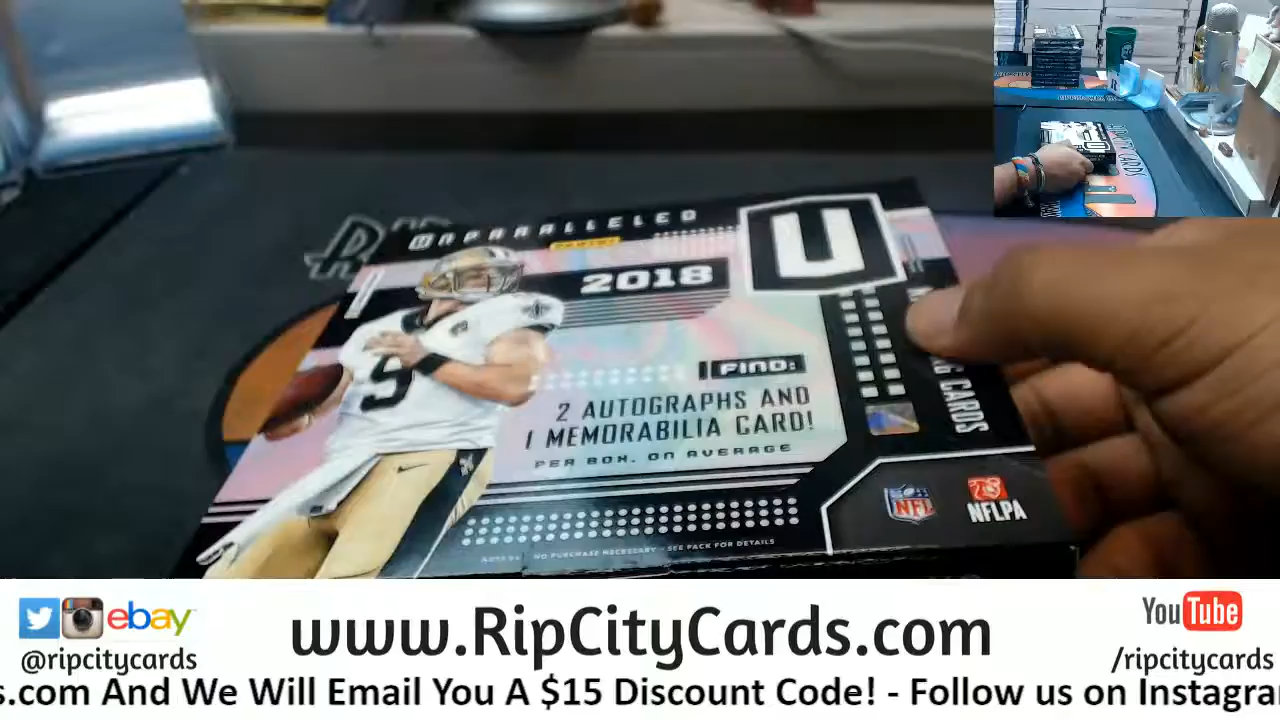 UNPARALLELED
PANINI
2018
U
FIND:
2 AUTOGRAPHS AND
1 MEMORABILIA CARD!
PER BOX, ON AVERAGE
NO PURCHASE NECESSARY - SEE PACK FOR DETAILS
CARDS
NFL
NFLPA
9
ebay
@ripcitycards
www.RipCityCards.com
You Tube
/ripcitycards
s.com And We Will Email You A $15 Discount Code! - Follow us on Instagra